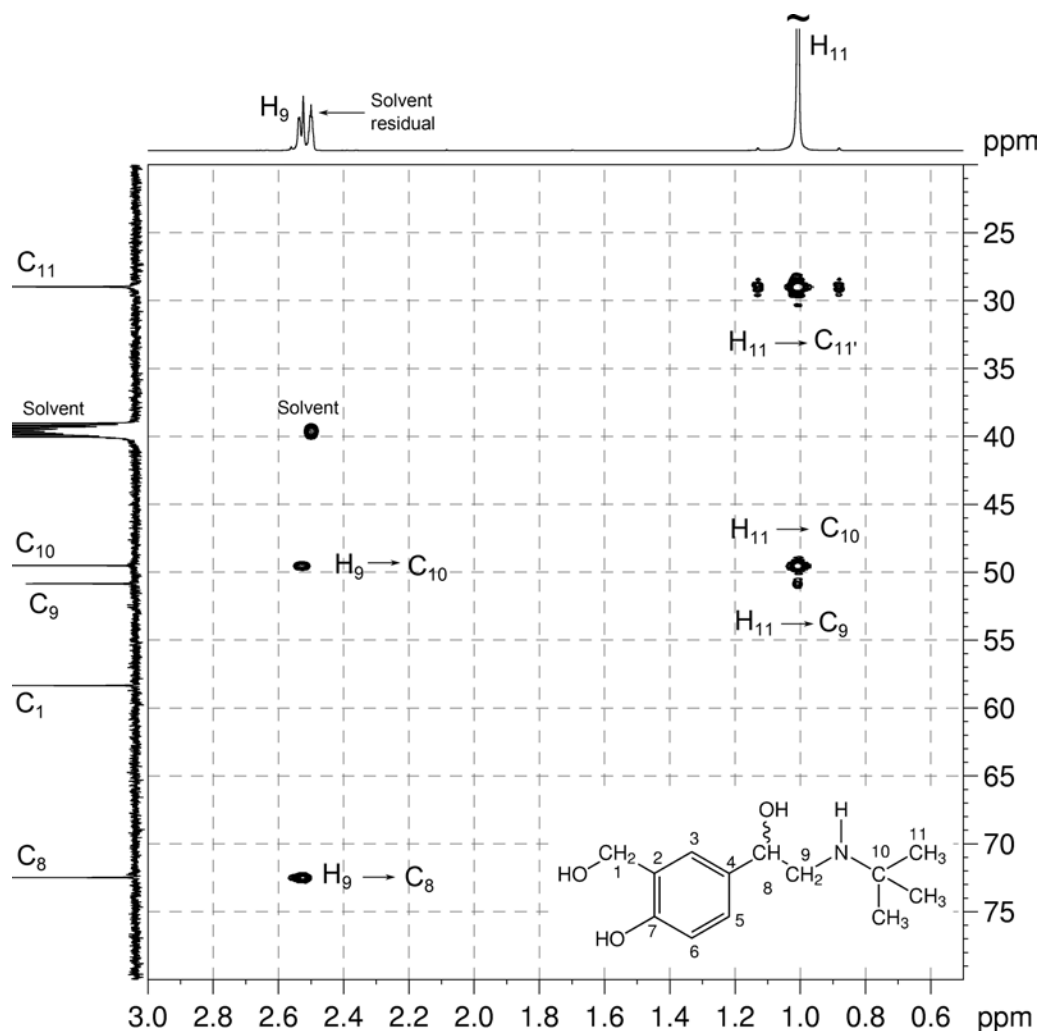 ~
H₁₁
H₉
Solvent
residual
ppm
C₁₁
25
30
H₁₁ → C₁₁'
35
Solvent
Solvent
40
45
H₁₁ → C₁₀
C₁₀
H₉ → C₁₀
50
C₉
H₁₁ → C₉
55
C₁
60
65
C₈
H₉ → C₈
70
75
OH
H
CH₂
HO
1
2
3
4
8
9
CH₂
N
10
11
CH₃
CH₃
CH₃
HO
7
6
5
3.0 2.8 2.6 2.4 2.2 2.0 1.8 1.6 1.4 1.2 1.0 0.8 0.6 ppm